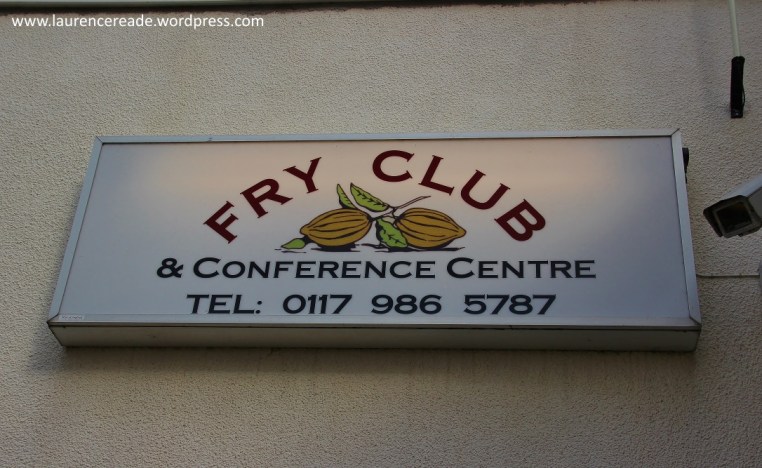 www.laurencereade.wordpress.com
FRY CLUB
& CONFERENCE CENTRE
TEL: 0117 986 5787